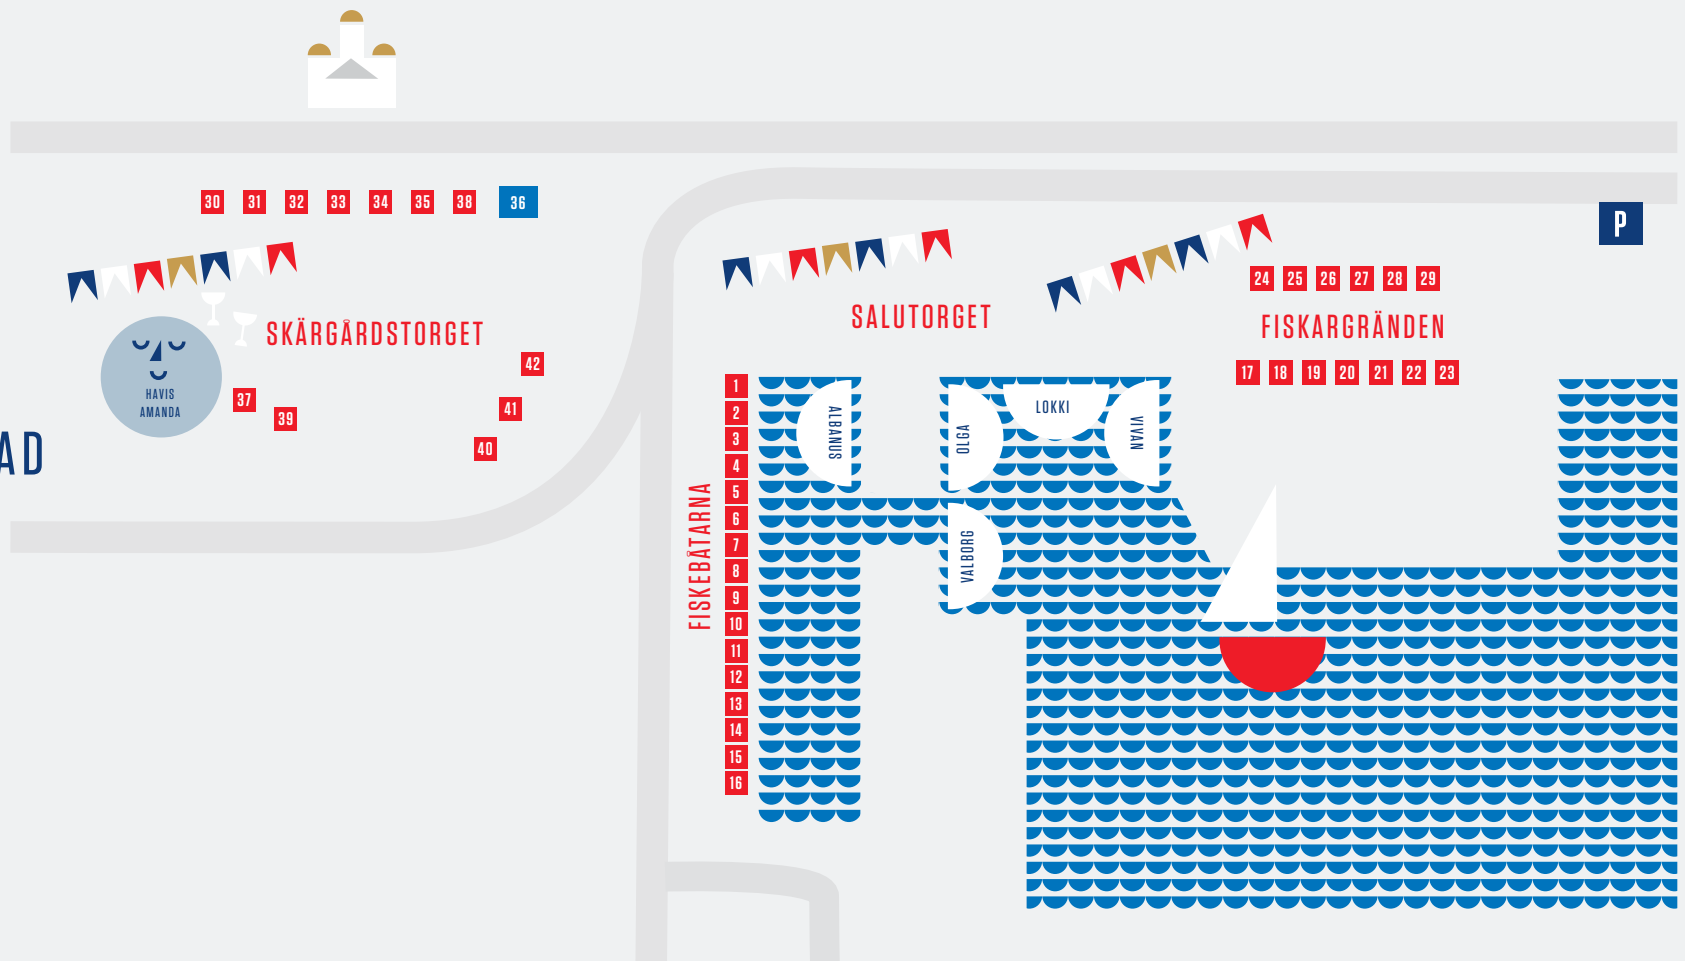 30 31 32 33 34 35 38 36
P
24 25 26 27 28 29
SALUTORGET
FISKARGRÄNDEN
SKÄRGÅRDSTORGET
42
17 18 19 20 21 22 23
HAVIS
AMANDA
37
39
41
40
AD
FISKEBÅTARNA
1
2
3
4
5
6
7
8
9
10
11
12
13
14
15
16
ALBANUS
OLGA
LOKKI
VIVAN
VALBORG